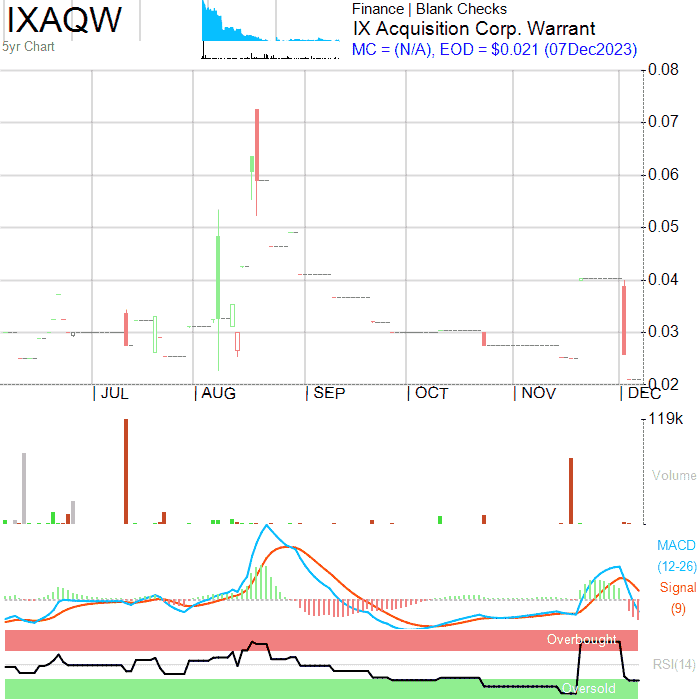 IXAQW
5yr Chart
Finance | Blank Checks
IX Acquisition Corp. Warrant
MC = (N/A), EOD = $0.021 (07Dec2023)
0.08
0.07
0.06
0.05
0.04
0.03
0.02
JUL
AUG
SEP
OCT
NOV
DEC
119k
Volume
MACD
(12-26)
Signal
(9)
Overbought
RSI(14)
Oversold